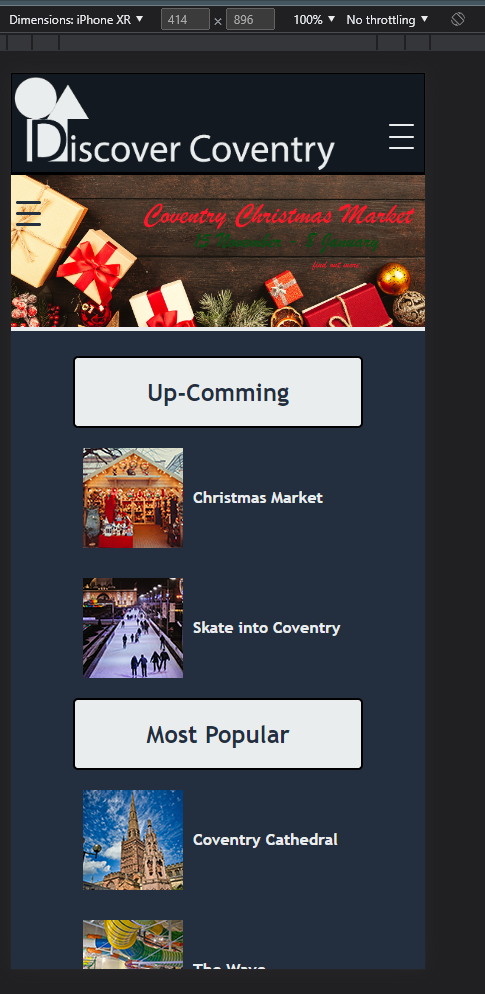 Dimensions: iPhone XR ▼ 414 × 896 100% ▼ No throttling ▼
Discover Coventry
Coventry Christmas Market
find out more.
Up-Comming
Christmas Market
Skate into Coventry
Most Popular
Coventry Cathedral
The Wave